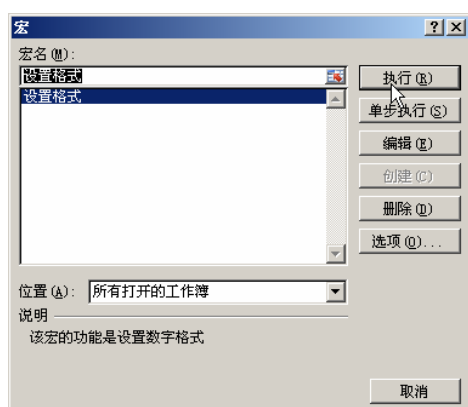 宏
宏名(M):
设置格式
设置格式
执行(R)
单步执行(S)
编辑(E)
创建(C)
删除(D)
选项(O)...
位置(A): 所有打开的工作簿
说明
该宏的功能是设置数字格式
取消